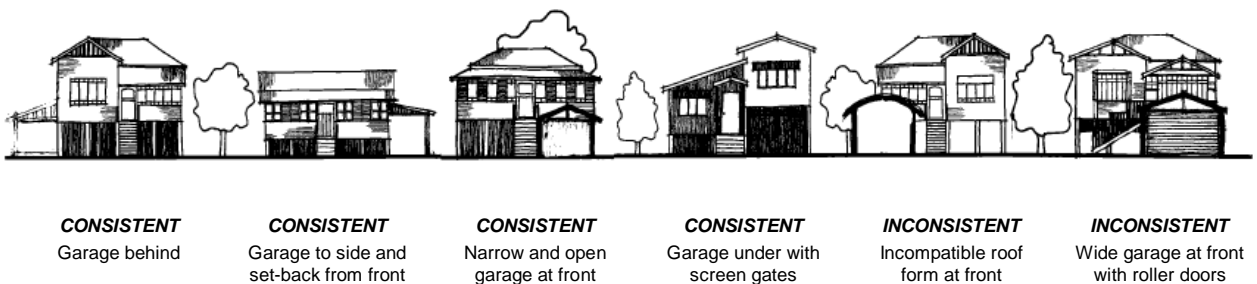 CONSISTENT
Garage behind
CONSISTENT
Garage to side and
set-back from front
CONSISTENT
Narrow and open
garage at front
CONSISTENT
Garage under with
screen gates
INCONSISTENT
Incompatible roof
form at front
INCONSISTENT
Wide garage at front
with roller doors